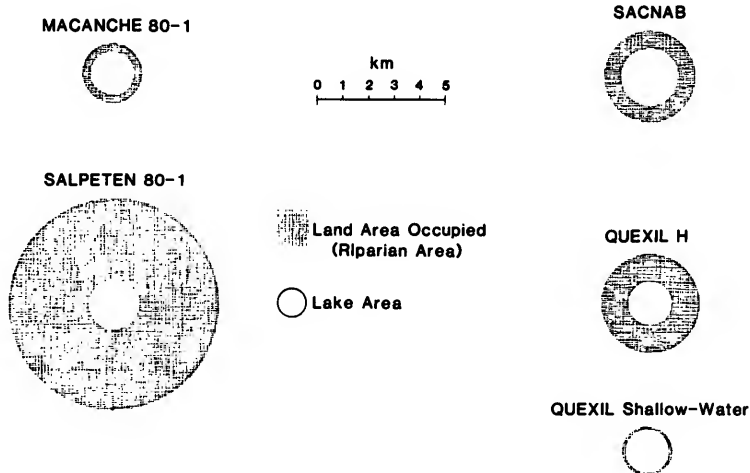 MACANCHE 80-1
SACNAB
km
0 1 2 3 4 5
SALPETEN 80-1
Land Area Occupied
(Riparian Area)
QUEXIL H
Lake Area
QUEXIL Shallow-Water